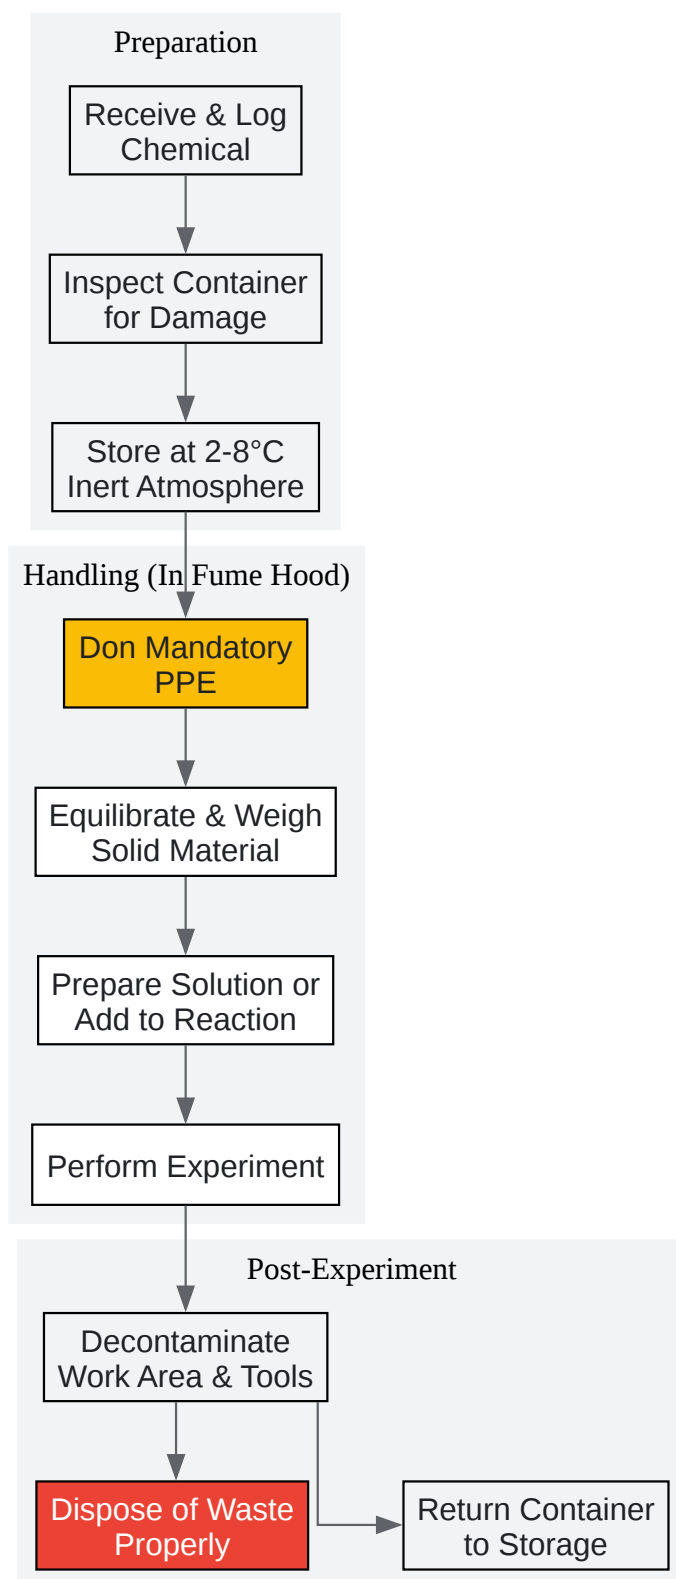 Preparation
Receive & Log
Chemical
Inspect Container
for Damage
Store at 2-8°C
Inert Atmosphere
Handling (In Fume Hood)
Don Mandatory
PPE
Equilibrate & Weigh
Solid Material
Prepare Solution or
Add to Reaction
Perform Experiment
Post-Experiment
Decontaminate
Work Area & Tools
Dispose of Waste
Properly
Return Container
to Storage